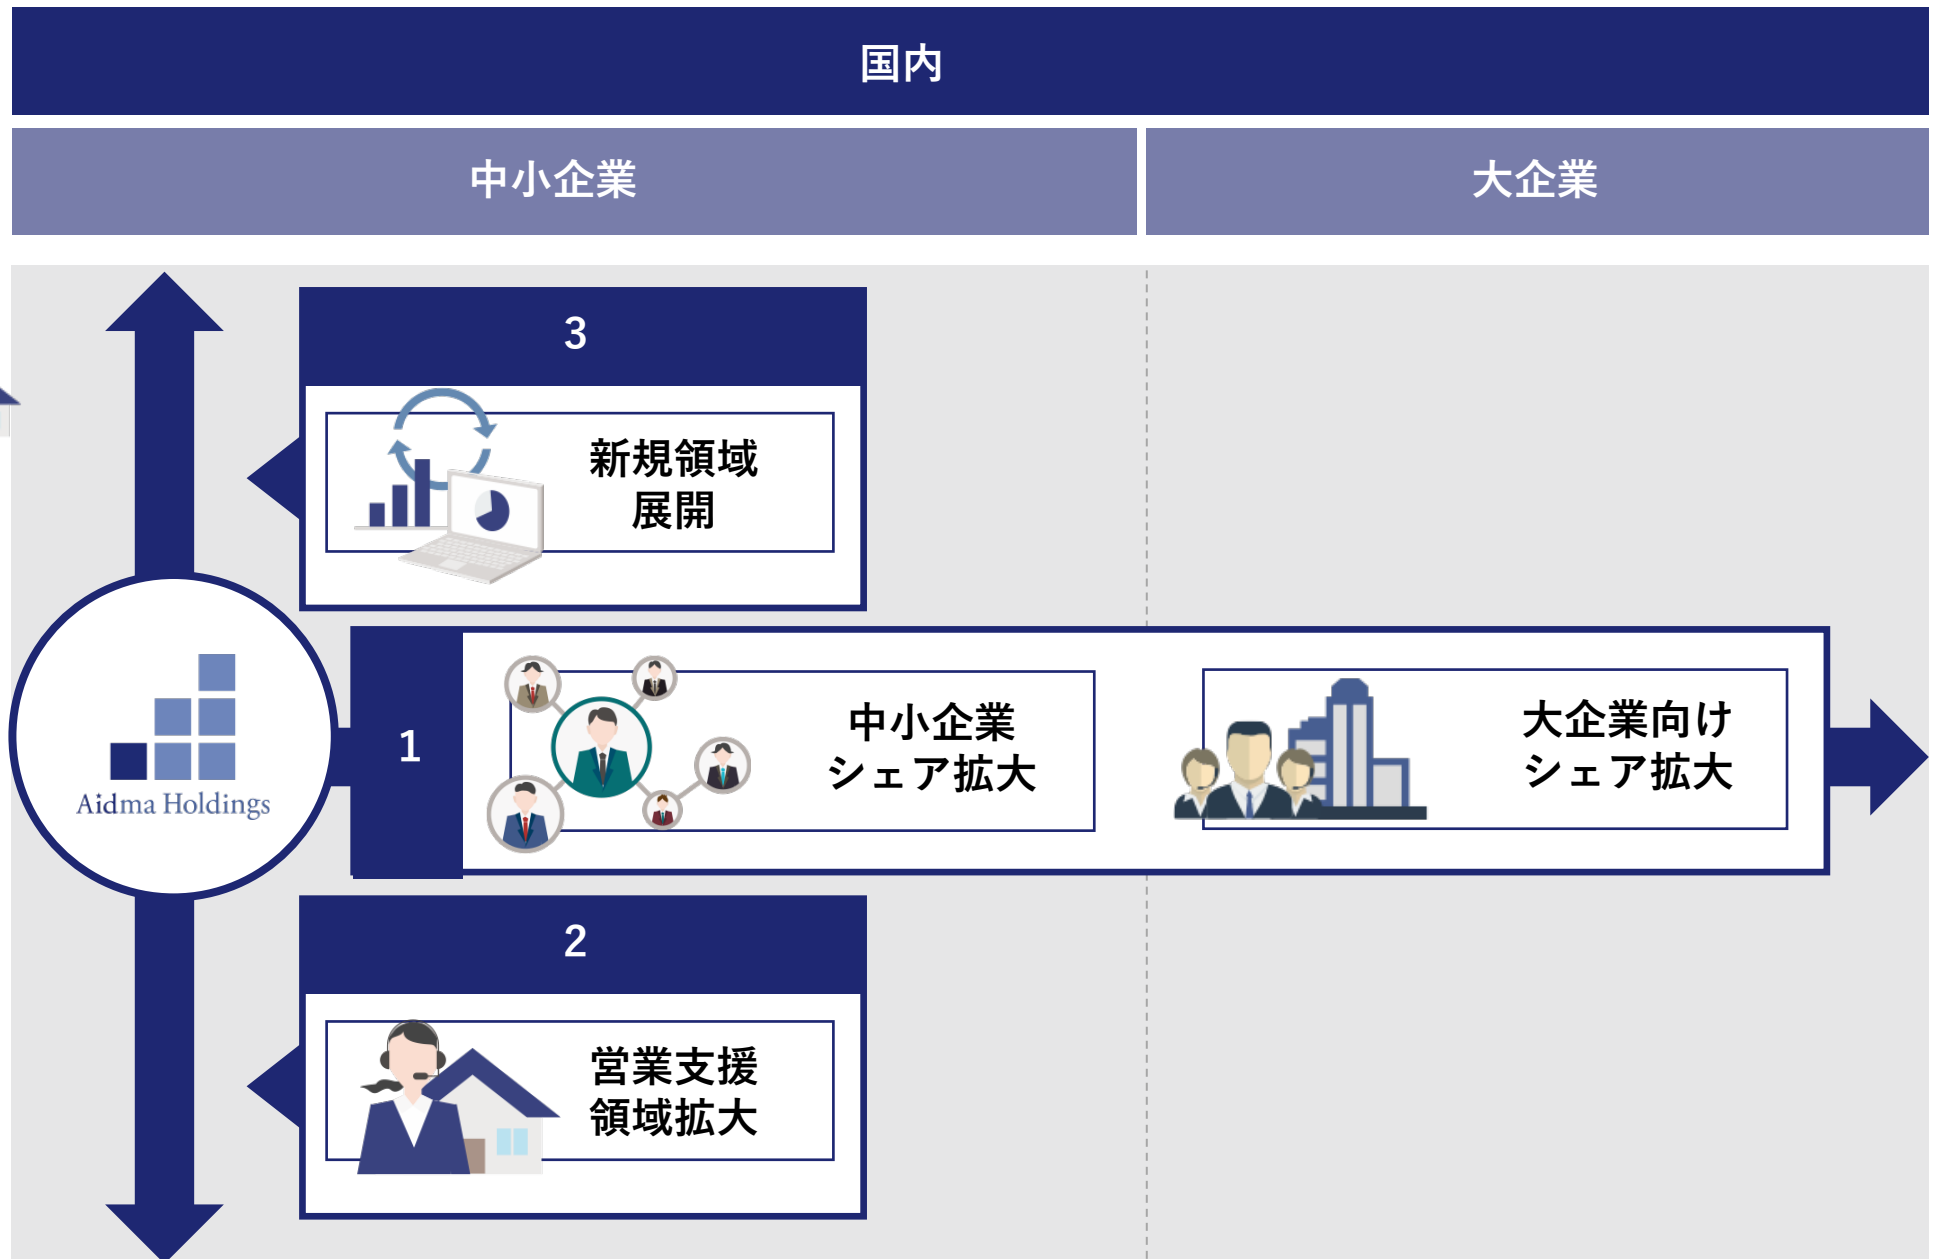 国内
中小企業
大企業
3
新規領域
展開
1
中小企業
シェア拡大
大企業向け
シェア拡大
Aidma Holdings
2
営業支援
領域拡大